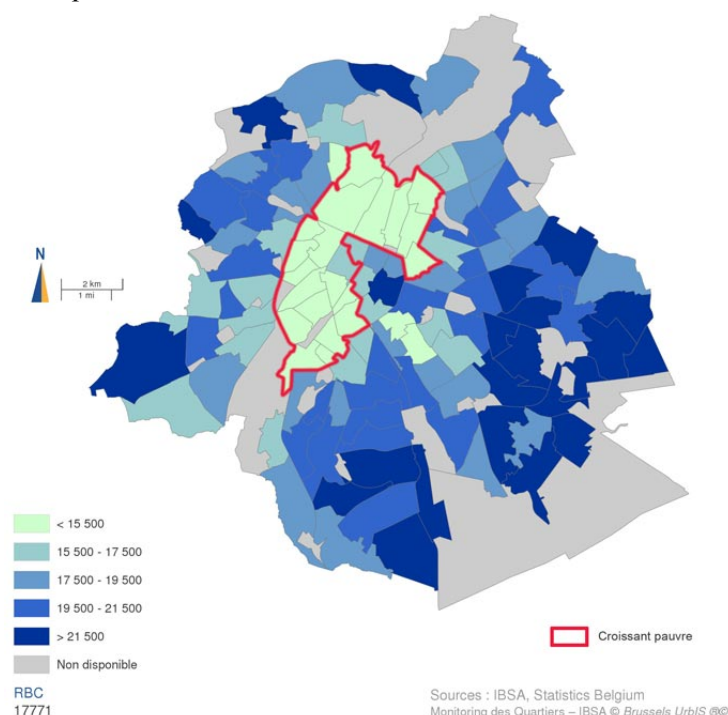 N
2 km
1 mi
< 15 500
15 500 - 17 500
17 500 - 19 500
19 500 - 21 500
> 21 500
Non disponible
Croissant pauvre
RBC
17771
Sources : IBSA, Statistics Belgium
Monitoring des Quartiers – IBSA © Brussels UrbIS ®©